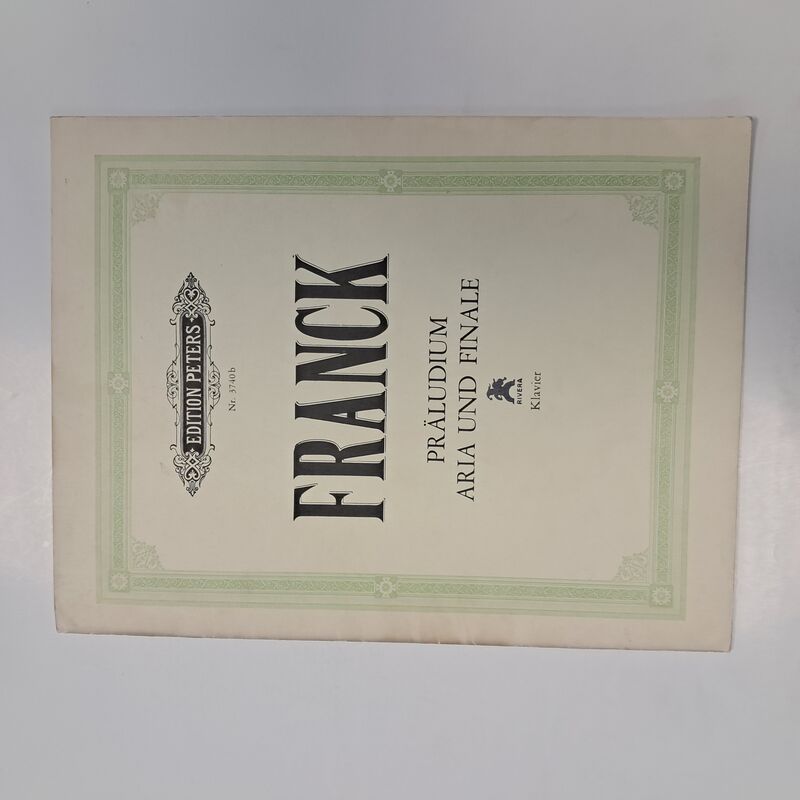 EDITION PETERS
Nr. 3740b
FRANCK
PRÄLUDIUM
ARIA UND FINALE
RIVERA
Klavier